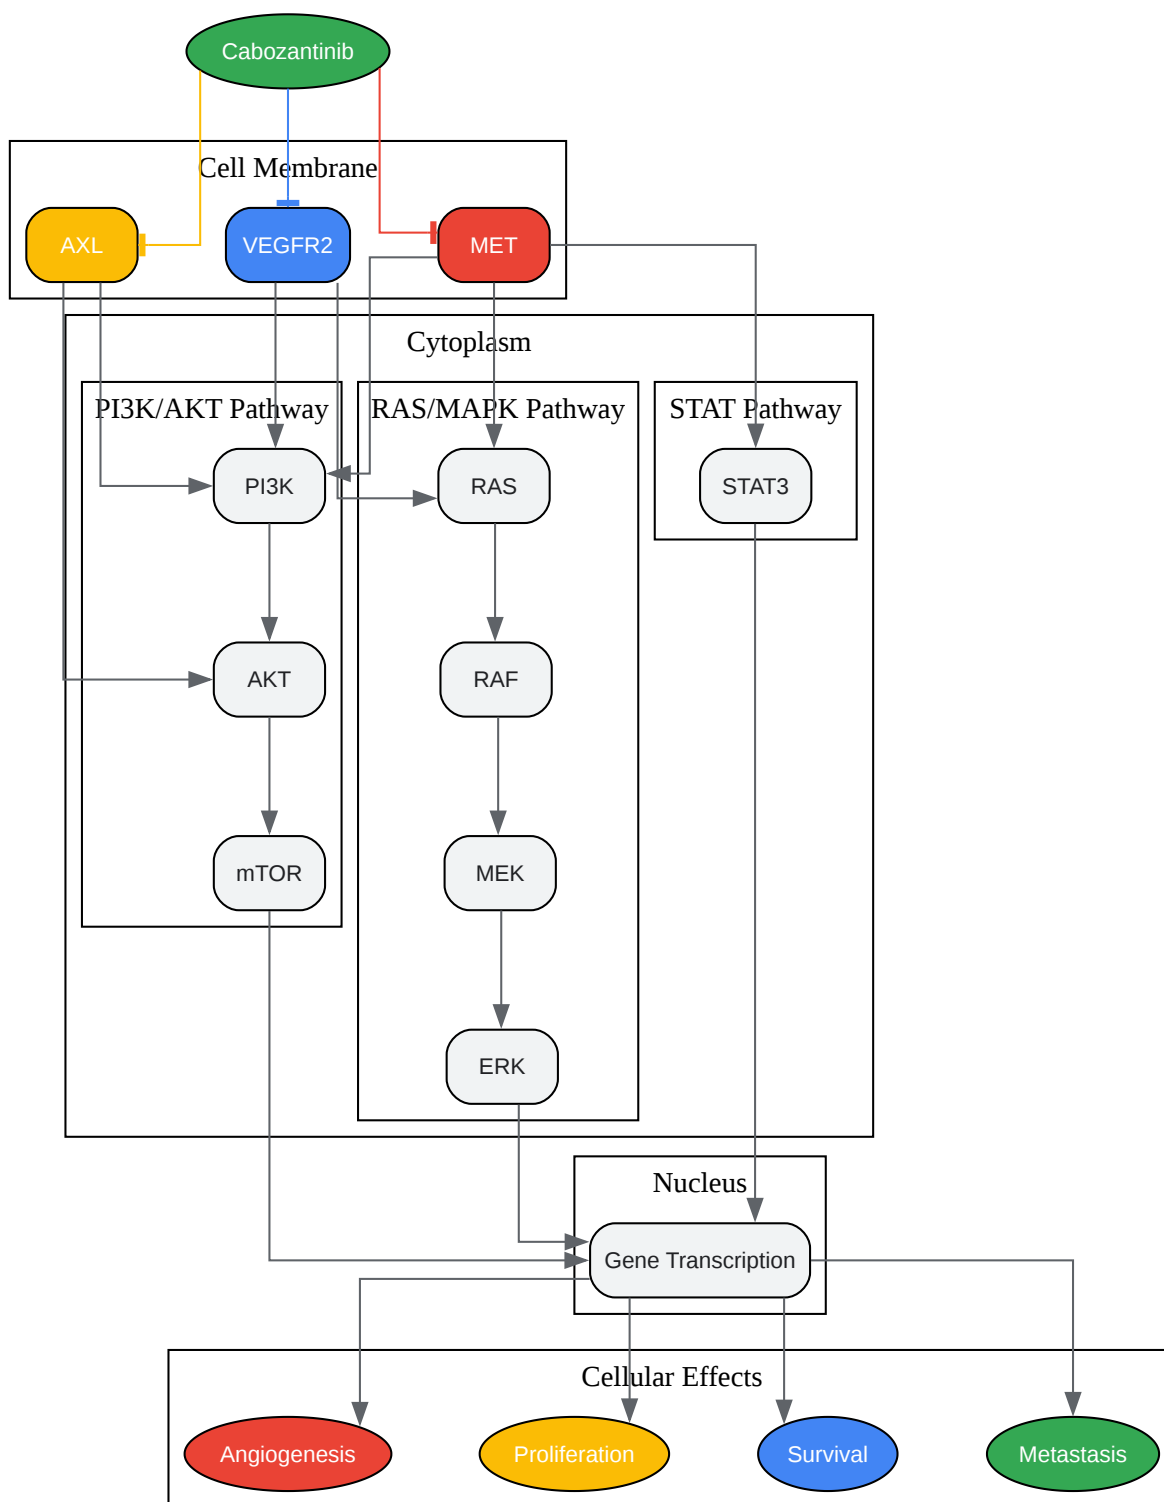 Cabozantinib
Cell Membrane
AXL
VEGFR2
MET
Cytoplasm
PI3K/AKT Pathway
RAS/MAPK Pathway
STAT Pathway
PI3K
RAS
STAT3
AKT
RAF
mTOR
MEK
ERK
Nucleus
Gene Transcription
Cellular Effects
Angiogenesis
Proliferation
Survival
Metastasis